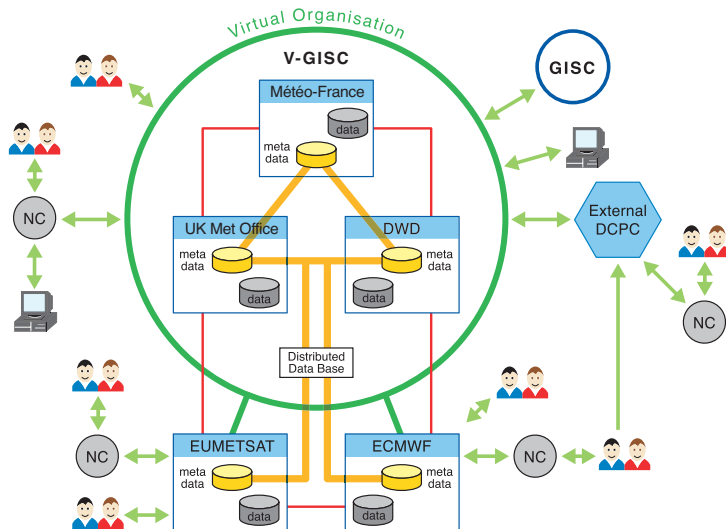 Virtual Organisation
V-GISC
GISC
Météo-France
data
meta
data
NC
External
DCPC
UK Met Office
meta
data
data
DWD
meta
data
data
NC
Distributed
Data Base
EUMETSAT
meta
data
data
ECMWF
meta
data
data
NC
NC